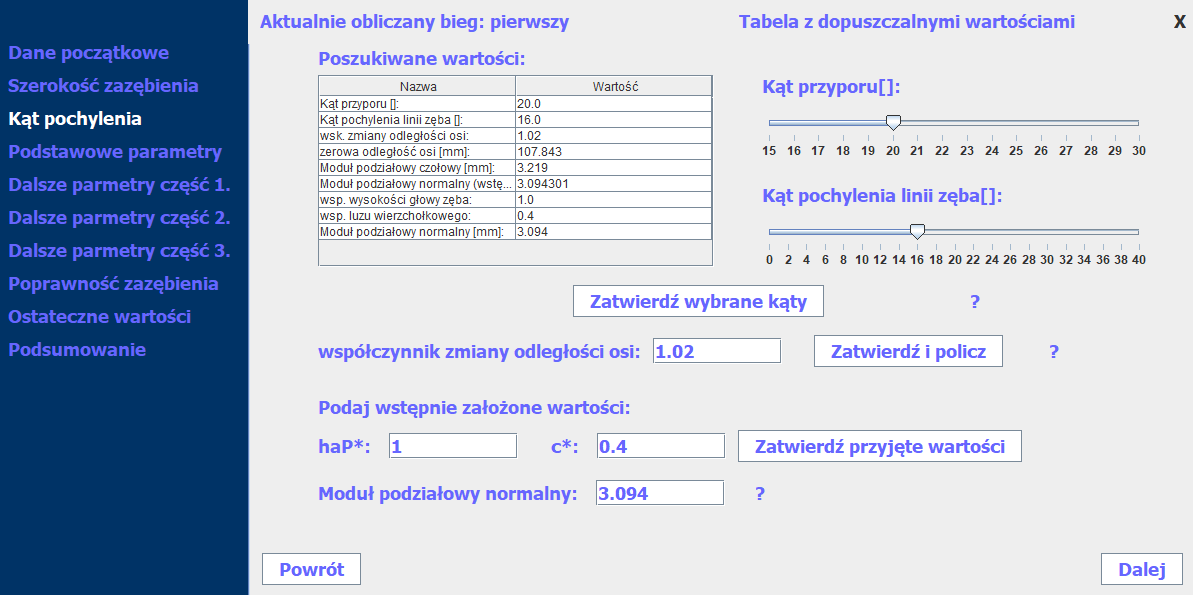 Dane początkowe
Szerokość zazębienia
Kąt pochylenia
Podstawowe parametry
Dalsze parmetry część 1.
Dalsze parmetry część 2.
Dalsze parmetry część 3.
Poprawność zazębienia
Ostateczne wartości
Podsumowanie
Aktualnie obliczany bieg: pierwszy
Tabela z dopuszczalnymi wartościami
X
Poszukiwane wartości:
Nazwa Wartość
Kąt przyporu []: 20.0
Kąt pochylenia linii zęba []: 16.0
wsk. zmiany odległości osi: 1.02
zerowa odległość osi [mm]: 107.843
Moduł podziałowy czołowy [mm]: 3.219
Moduł podziałowy normalny (wstę... 3.094301
wsp. wysokości głowy zęba: 1.0
wsp. luzu wierzchołkowego: 0.4
Moduł podziałowy normalny [mm]: 3.094
Kąt przyporu[]:
15 16 17 18 19 20 21 22 23 24 25 26 27 28 29 30
Kąt pochylenia linii zęba[]:
0 2 4 6 8 10 12 14 16 18 20 22 24 26 28 30 32 34 36 38 40
Zatwierdź wybrane kąty ?
współczynnik zmiany odległości osi: 1.02 Zatwierdź i policz ?
Podaj wstępnie założone wartości:
haP*: 1 c*: 0.4 Zatwierdź przyjęte wartości
Moduł podziałowy normalny: 3.094 ?
Powrót Dalej